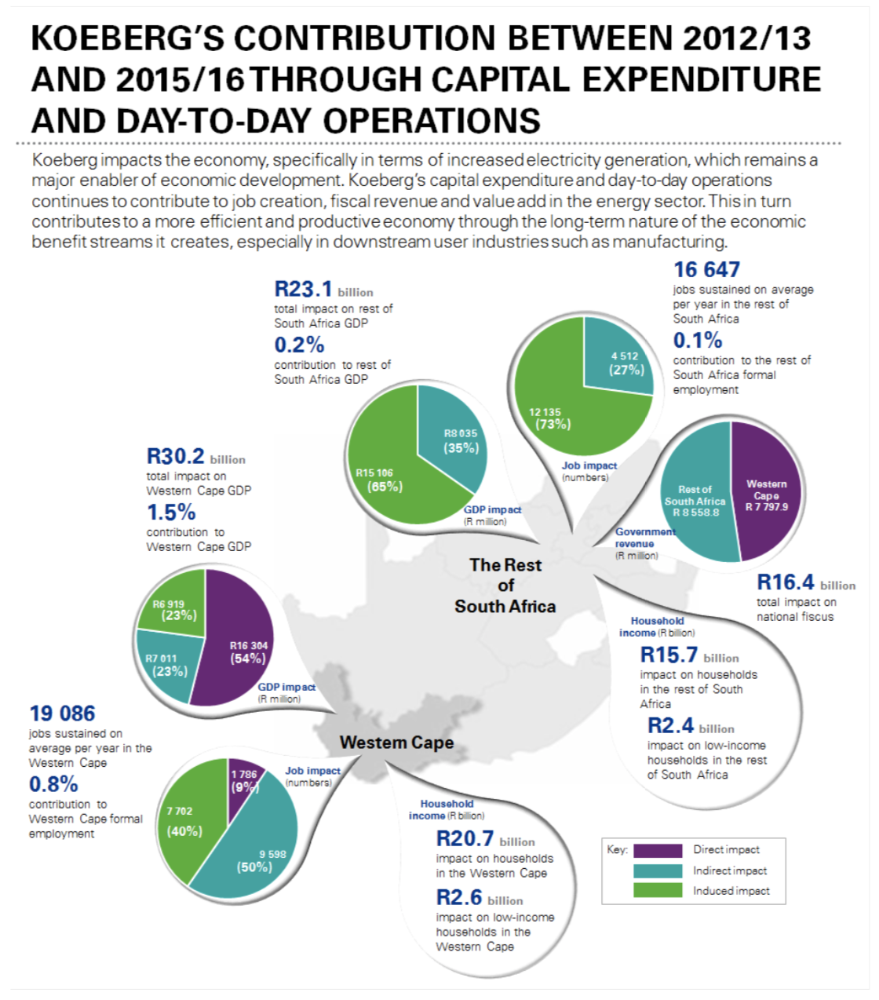 KOEBERG'S CONTRIBUTION BETWEEN 2012/13
AND 2015/16 THROUGH CAPITAL EXPENDITURE
AND DAY-TO-DAY OPERATIONS
Koeberg impacts the economy, specifically in terms of increased electricity generation, which remains a
major enabler of economic development. Koeberg's capital expenditure and day-to-day operations
continues to contribute to job creation, fiscal revenue and value add in the energy sector. This in turn
contributes to a more efficient and productive economy through the long-term nature of the economic
benefit streams it creates, especially in downstream user industries such as manufacturing.
R23.1 billion
total impact on rest of
South Africa GDP
0.2%
contribution to rest of
South Africa GDP
16 647
jobs sustained on average
per year in the rest of
South Africa
0.1%
contribution to the rest of
South Africa formal
employment
4 512
(27%)
12 135
(73%)
Job impact
(numbers)
R8 035
(35%)
R15 106
(65%)
GDP impact
(R million)
Rest of
South Africa
R 8 558.8
Western
Cape
R 7 797.9
Government
revenue
(R million)
R16.4 billion
total impact on
national fiscus
R30.2 billion
total impact on
Western Cape GDP
1.5%
contribution to
Western Cape GDP
The Rest
of
South Africa
R6 919
(23%)
R7 011
(23%)
R16 304
(54%)
GDP impact
(R million)
Household
income (R billion)
R15.7 billion
impact on households
in the rest of South
Africa
R2.4 billion
impact on low-income
households in the rest
of South Africa
19 086
jobs sustained on
average per year in the
Western Cape
0.8%
contribution to
Western Cape formal
employment
Western Cape
1 786
(9%)
7 702
(40%)
9 598
(50%)
Job impact
(numbers)
Household
income (R billion)
R20.7 billion
impact on households
in the Western Cape
R2.6 billion
impact on low-income
households in the
Western Cape
Key:
Direct impact
Indirect impact
Induced impact